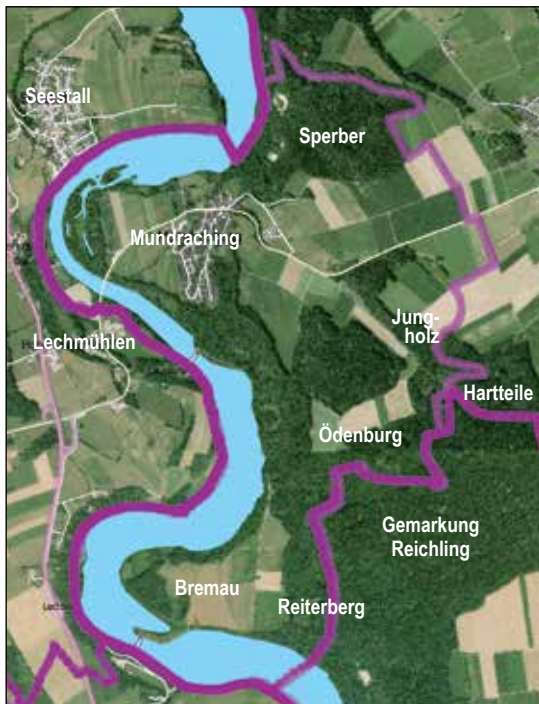 Seestall
Sperber
Mundraching
Jung-
holz
Lechmühlen
Hartteile
Ödenburg
Gemarkung
Reichling
Bremau
Reiterberg